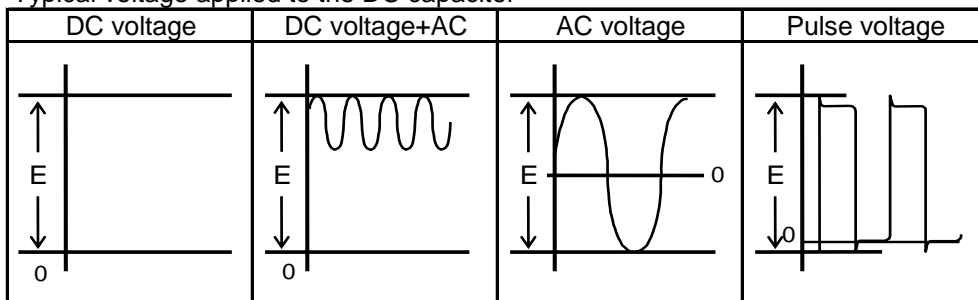 Typical voltage applied to the DC capacitor
DC voltage DC voltage+AC AC voltage Pulse voltage
E E E 0 E
0
0 0